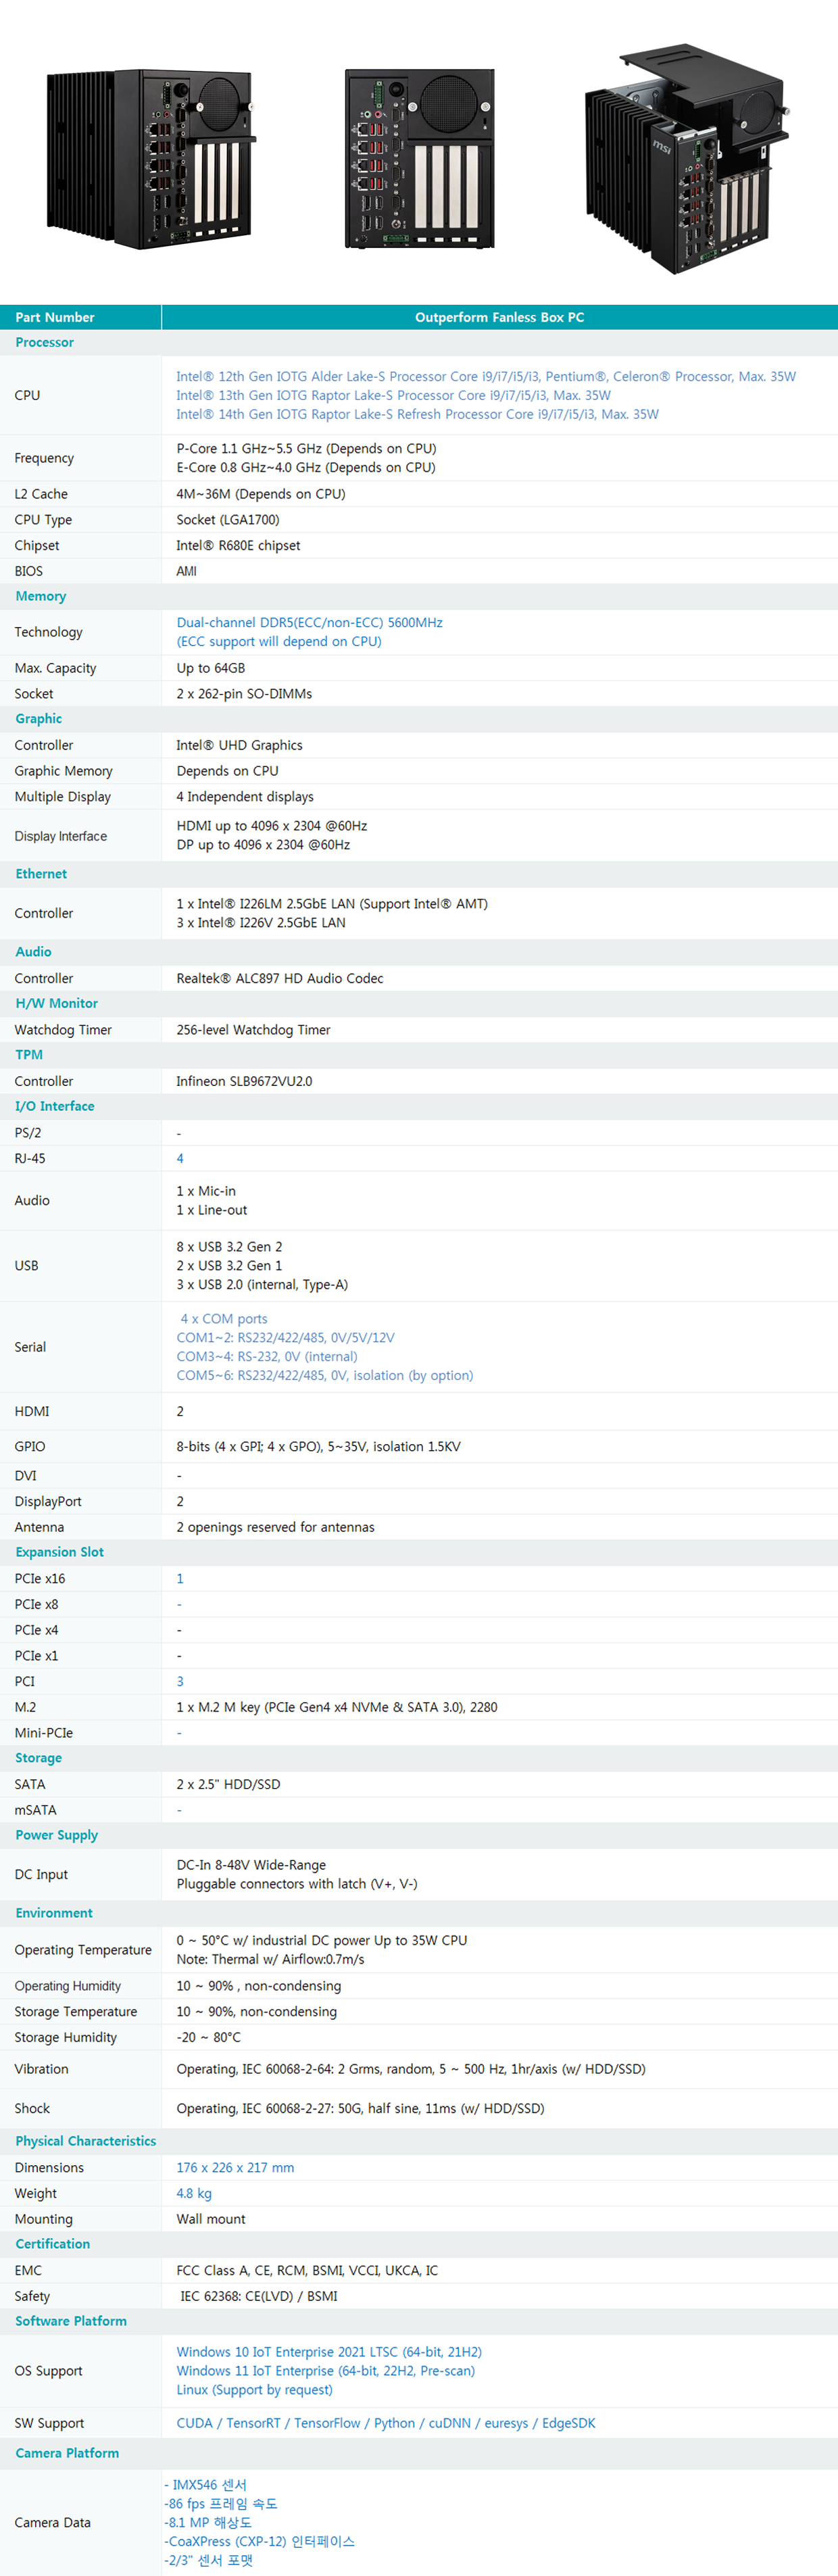 msi
Part Number Outperform Fanless Box PC
Processor
CPU
Intel® 12th Gen IOTG Alder Lake-S Processor Core i9/i7/i5/i3, Pentium®, Celeron® Processor, Max. 35W
Intel® 13th Gen IOTG Raptor Lake-S Processor Core i9/i7/i5/i3, Max. 35W
Intel® 14th Gen IOTG Raptor Lake-S Refresh Processor Core i9/i7/i5/i3, Max. 35W
Frequency
P-Core 1.1 GHz~5.5 GHz (Depends on CPU)
E-Core 0.8 GHz~4.0 GHz (Depends on CPU)
L2 Cache 4M~36M (Depends on CPU)
CPU Type Socket (LGA1700)
Chipset Intel® R680E chipset
BIOS AMI
Memory
Technology
Dual-channel DDR5(ECC/non-ECC) 5600MHz
(ECC support will depend on CPU)
Max. Capacity Up to 64GB
Socket 2 x 262-pin SO-DIMMs
Graphic
Controller Intel® UHD Graphics
Graphic Memory Depends on CPU
Multiple Display 4 Independent displays
Display Interface
HDMI up to 4096 x 2304 @60Hz
DP up to 4096 x 2304 @60Hz
Ethernet
Controller
1 x Intel® I226LM 2.5GbE LAN (Support Intel® AMT)
3 x Intel® I226V 2.5GbE LAN
Audio
Controller Realtek® ALC897 HD Audio Codec
H/W Monitor
Watchdog Timer 256-level Watchdog Timer
TPM
Controller Infineon SLB9672VU2.0
I/O Interface
PS/2 -
RJ-45 4
Audio
1 x Mic-in
1 x Line-out
USB
8 x USB 3.2 Gen 2
2 x USB 3.2 Gen 1
3 x USB 2.0 (internal, Type-A)
Serial
4 x COM ports
COM1~2: RS232/422/485, 0V/5V/12V
COM3~4: RS-232, 0V (internal)
COM5~6: RS232/422/485, 0V, isolation (by option)
HDMI 2
GPIO 8-bits (4 x GPI; 4 x GPO), 5~35V, isolation 1.5KV
DVI -
DisplayPort 2
Antenna 2 openings reserved for antennas
Expansion Slot
PCIe x16 1
PCIe x8 -
PCIe x4 -
PCIe x1 -
PCI 3
M.2 1 x M.2 M key (PCIe Gen4 x4 NVMe & SATA 3.0), 2280
Mini-PCIe -
Storage
SATA 2 x 2.5" HDD/SSD
mSATA -
Power Supply
DC Input
DC-In 8-48V Wide-Range
Pluggable connectors with latch (V+, V-)
Environment
Operating Temperature
0 ~ 50°C w/ industrial DC power Up to 35W CPU
Note: Thermal w/ Airflow:0.7m/s
Operating Humidity 10 ~ 90% , non-condensing
Storage Temperature 10 ~ 90%, non-condensing
Storage Humidity -20 ~ 80°C
Vibration Operating, IEC 60068-2-64: 2 Grms, random, 5 ~ 500 Hz, 1hr/axis (w/ HDD/SSD)
Shock Operating, IEC 60068-2-27: 50G, half sine, 11ms (w/ HDD/SSD)
Physical Characteristics
Dimensions 176 x 226 x 217 mm
Weight 4.8 kg
Mounting Wall mount
Certification
EMC FCC Class A, CE, RCM, BSMI, VCCI, UKCA, IC
Safety IEC 62368: CE(LVD) / BSMI
Software Platform
OS Support
Windows 10 IoT Enterprise 2021 LTSC (64-bit, 21H2)
Windows 11 IoT Enterprise (64-bit, 22H2, Pre-scan)
Linux (Support by request)
SW Support CUDA / TensorRT / TensorFlow / Python / cuDNN / euresys / EdgeSDK
Camera Platform
Camera Data
- IMX546 센서
-86 fps 프레임 속도
-8.1 MP 해상도
-CoaXPress (CXP-12) 인터페이스
-2/3" 센서 포맷